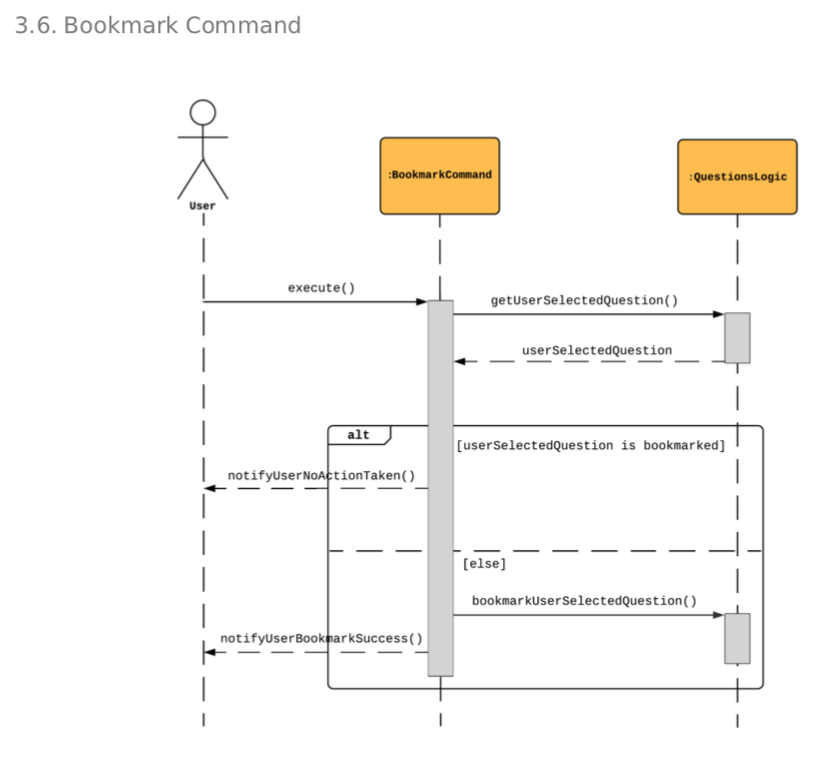 3.6. Bookmark Command
User
:BookmarkCommand
:QuestionsLogic
execute()
getUserSelectedQuestion()
userSelectedQuestion
alt
[userSelectedQuestion is bookmarked]
notifyUserNoActionTaken()
[else]
bookmarkUserSelectedQuestion()
notifyUserBookmarkSuccess()